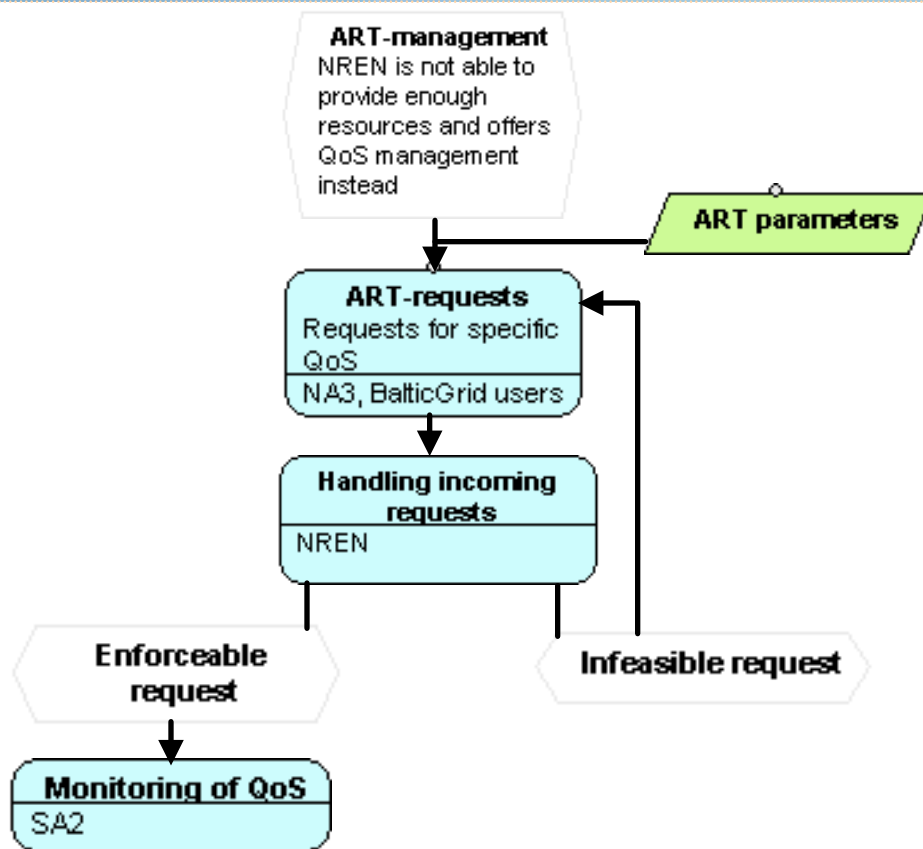 ART-management
NREN is not able to
provide enough
resources and offers
QoS management
instead
ART parameters
ART-requests
Requests for specific
QoS
NA3, BalticGrid users
Handling incoming
requests
NREN
Enforceable
request
Infeasible request
Monitoring of QoS
SA2